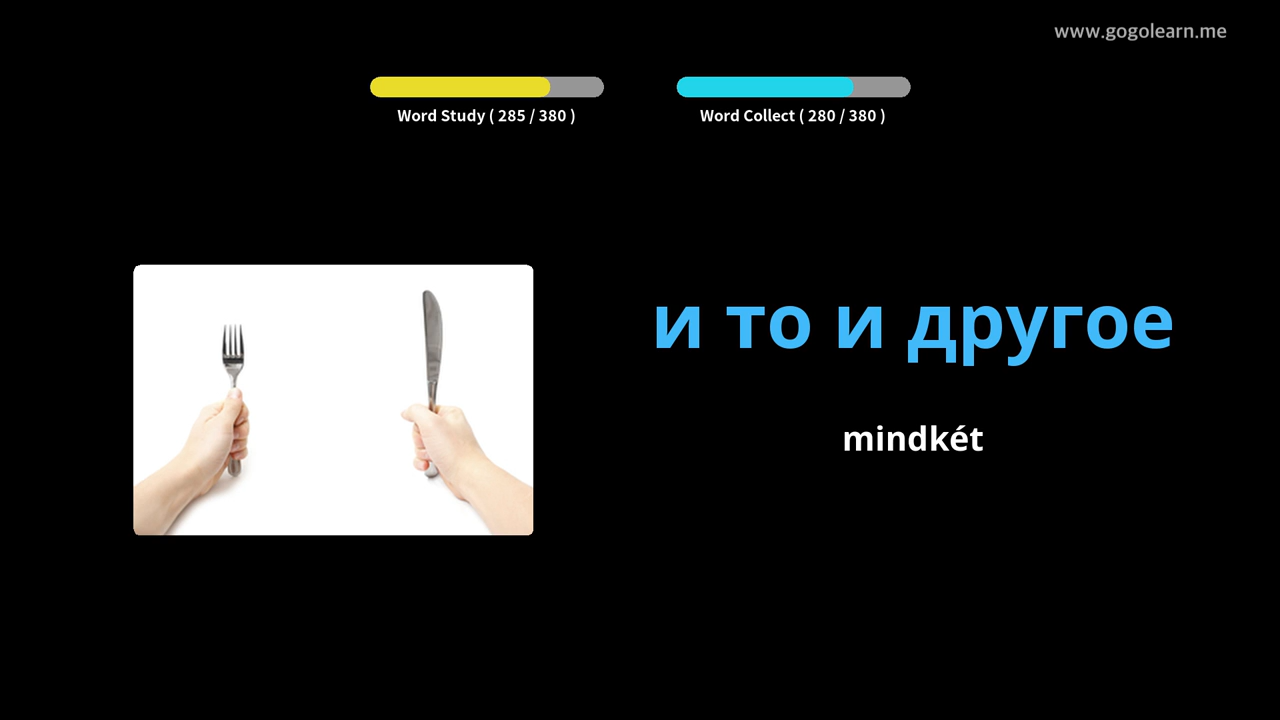 www.gogolearn.me
Word Study ( 285 / 380 )
Word Collect ( 280 / 380 )
и то и другое
mindkét